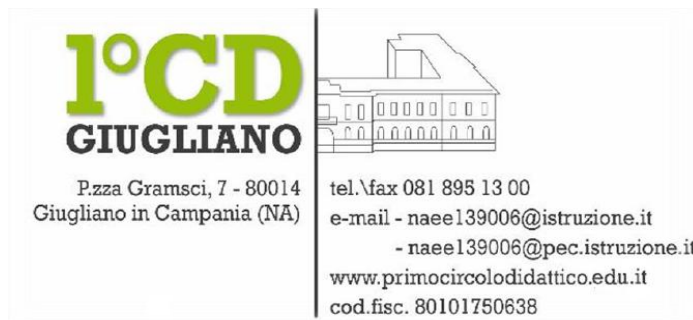 1°CD
GIUGLIANO
P.zza Gramsci, 7 - 80014
Giugliano in Campania (NA)
tel.\fax 081 895 13 00
e-mail - naee139006@istruzione.it
- naee139006@pec.istruzione.it
www.primocircolodidattico.edu.it
cod.fisc. 80101750638